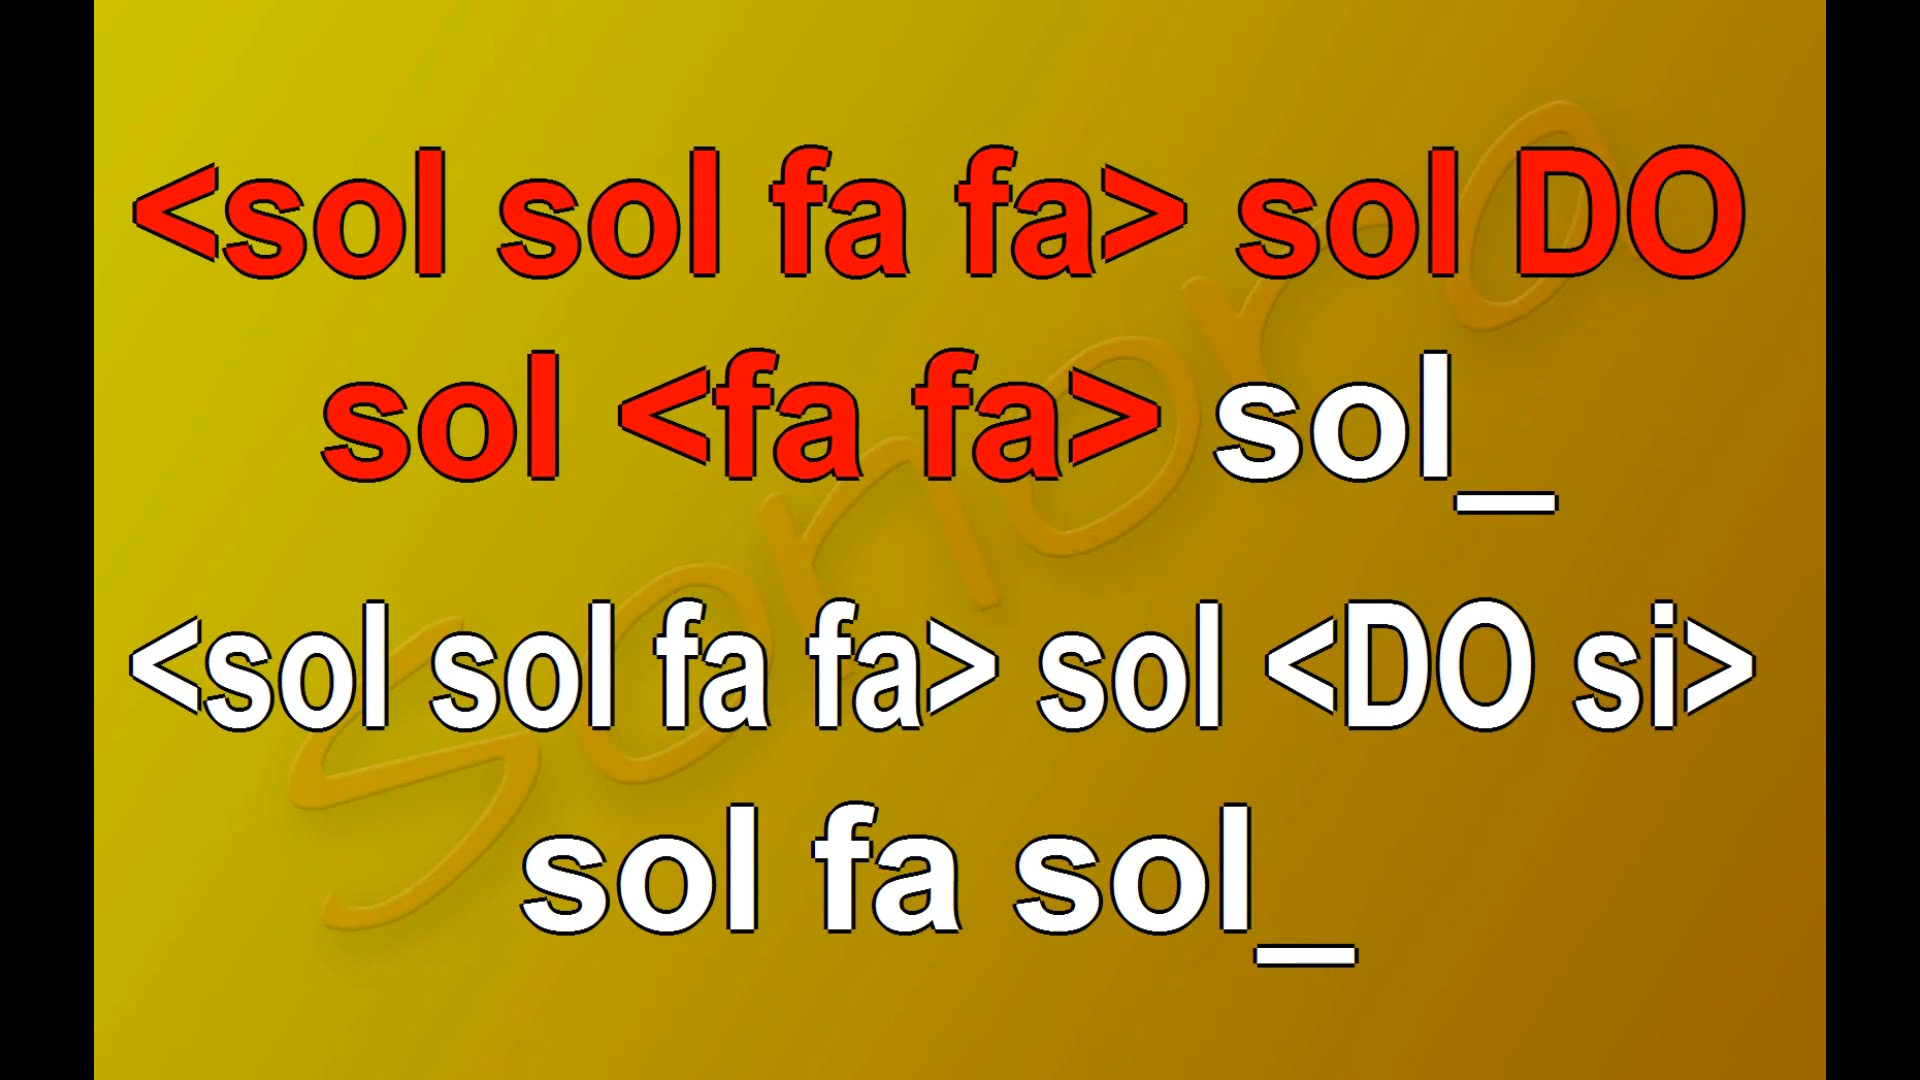 <sol sol fa fa> sol DO
sol <fa fa> sol_
<sol sol fa fa> sol <DO si>
sol fa sol_
Sonora